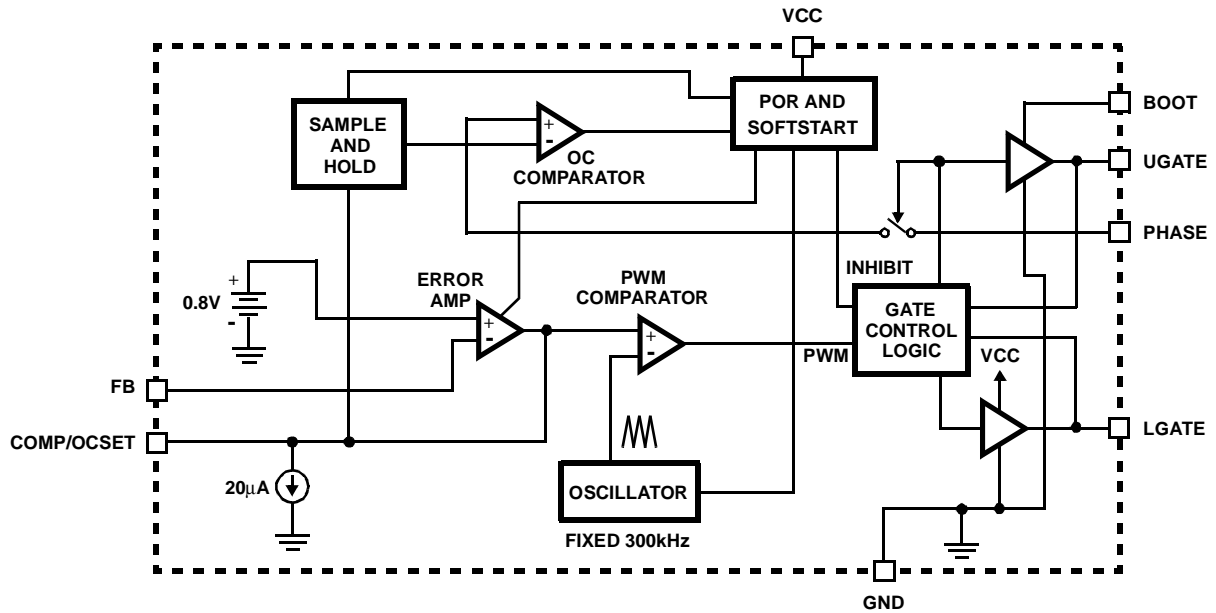 VCC
POR AND
SOFTSTART
SAMPLE
AND
HOLD
+
-
OC
COMPARATOR
BOOT
UGATE
PHASE
INHIBIT
+
0.8V
-
ERROR
AMP
+
-
PWM
COMPARATOR
+
-
PWM
GATE
CONTROL
LOGIC
VCC
FB
COMP/OCSET
20μA
OSCILLATOR
FIXED 300kHz
LGATE
GND